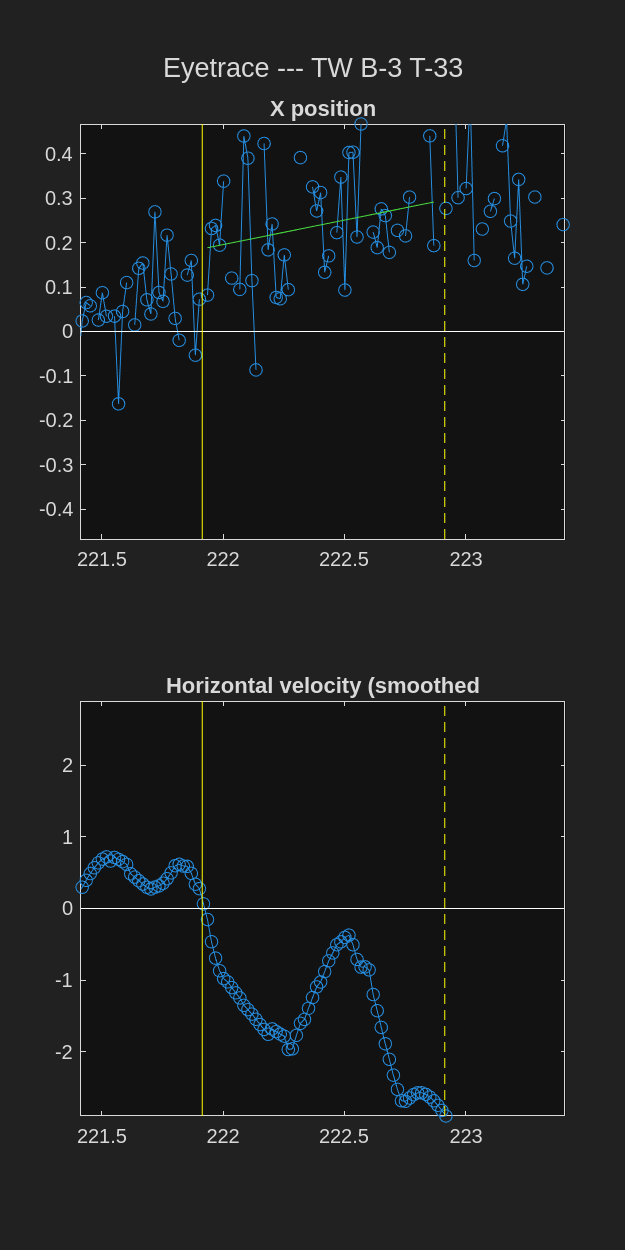 Eyetrace --- TW B-3 T-33
X position
0.4
0.3
0.2
0.1
0
-0.1
-0.2
-0.3
-0.4
221.5 222 222.5 223
Horizontal velocity (smoothed
2
1
0
-1
-2
221.5 222 222.5 223